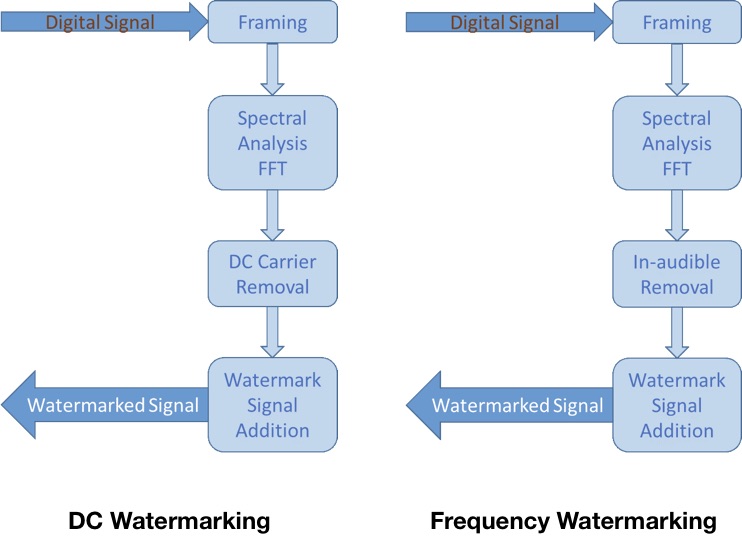 Digital Signal
Framing
Spectral
Analysis
FFT
DC Carrier
Removal
Watermark
Signal
Addition
Watermarked Signal
DC Watermarking
Digital Signal
Framing
Spectral
Analysis
FFT
In-audible
Removal
Watermark
Signal
Addition
Watermarked Signal
Frequency Watermarking